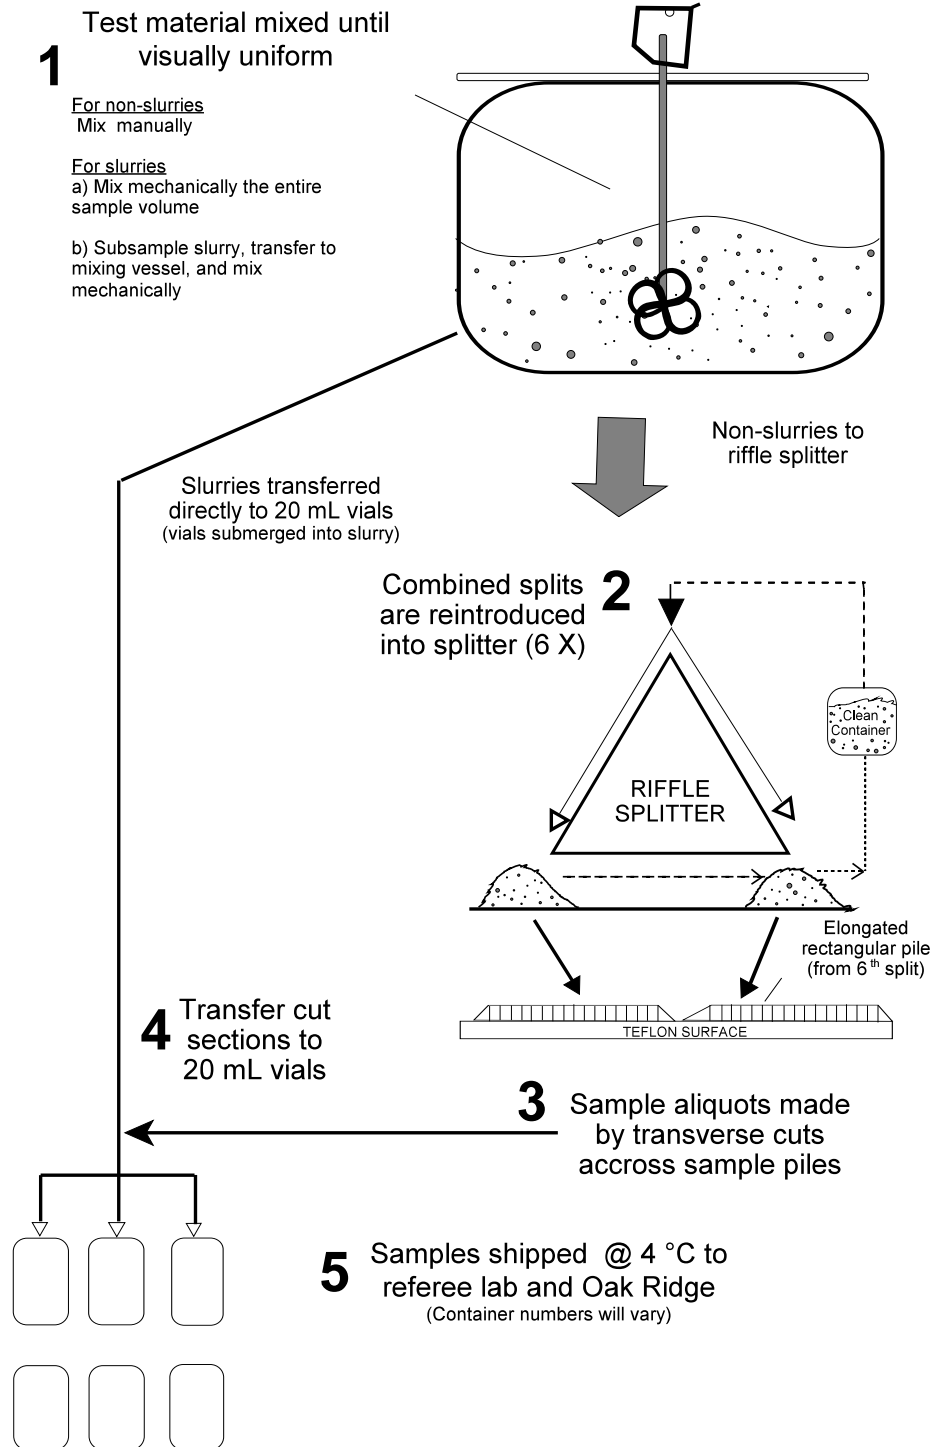 1
Test material mixed until
visually uniform
For non-slurries
Mix manually
For slurries
a) Mix mechanically the entire
sample volume
b) Subsample slurry, transfer to
mixing vessel, and mix
mechanically
Non-slurries to
riffle splitter
Slurries transferred
directly to 20 mL vials
(vials submerged into slurry)
2
Combined splits
are reintroduced
into splitter (6 X)
Clean
Container
RIFFLE
SPLITTER
Elongated
rectangular pile
(from 6th split)
TEFLON SURFACE
4
Transfer cut
sections to
20 mL vials
3
Sample aliquots made
by transverse cuts
accross sample piles
5
Samples shipped @ 4 °C to
referee lab and Oak Ridge
(Container numbers will vary)